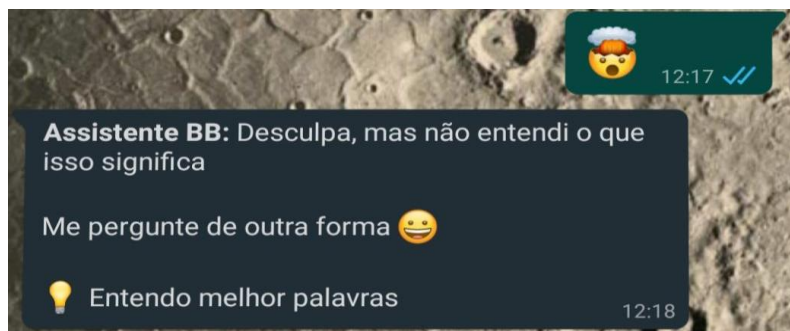 🤯
12:17
Assistente BB: Desculpa, mas não entendi o que
isso significa
Me pergunte de outra forma 😀
💡 Entendo melhor palavras
12:18